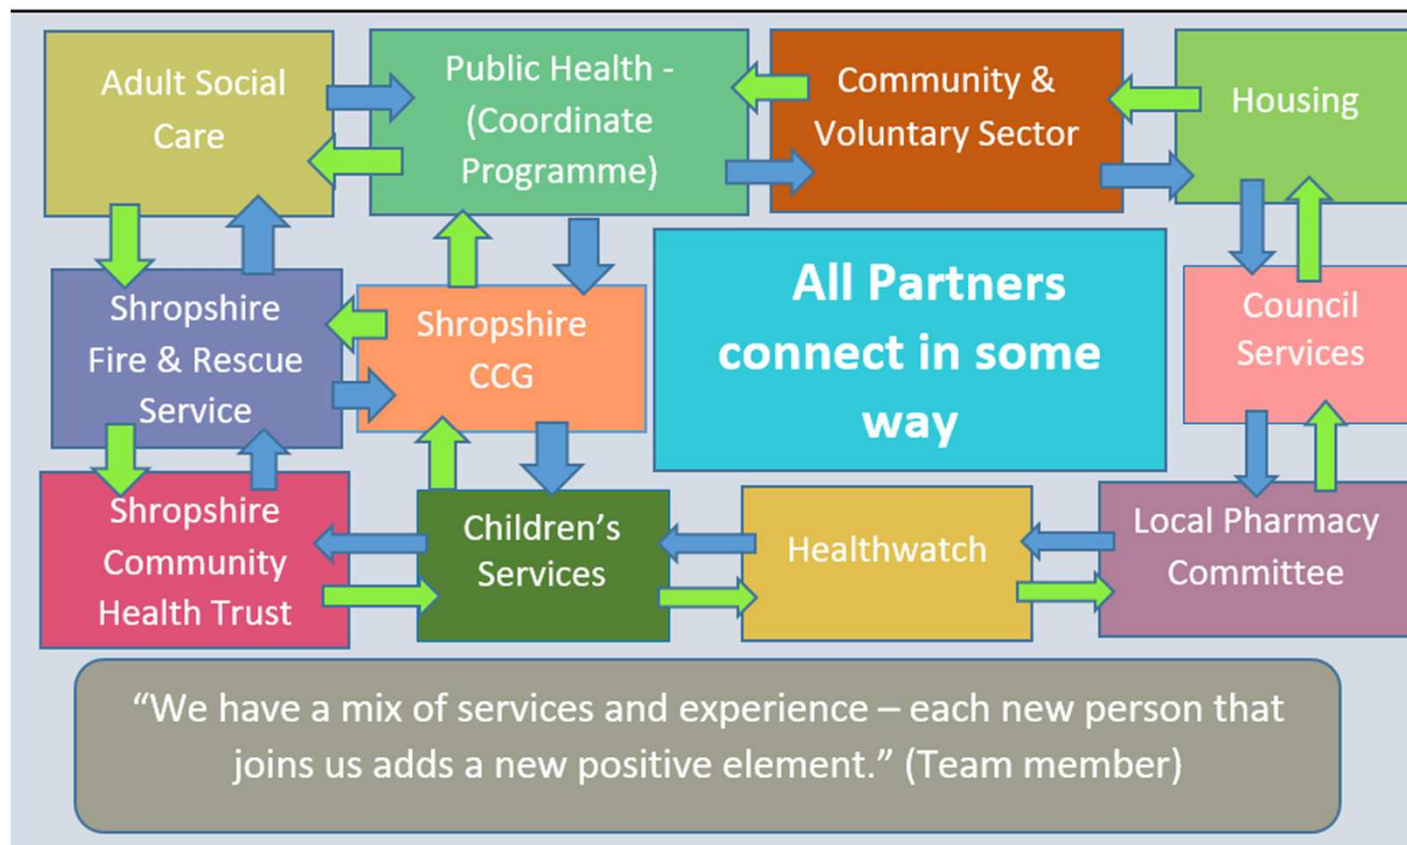 Adult Social
Care
Public Health -
(Coordinate
Programme)
Community &
Voluntary Sector
Housing
Shropshire
Fire & Rescue
Service
Shropshire
CCG
All Partners
connect in some
way
Council
Services
Shropshire
Community
Health Trust
Children’s
Services
Healthwatch
Local Pharmacy
Committee
“We have a mix of services and experience – each new person that
joins us adds a new positive element.” (Team member)